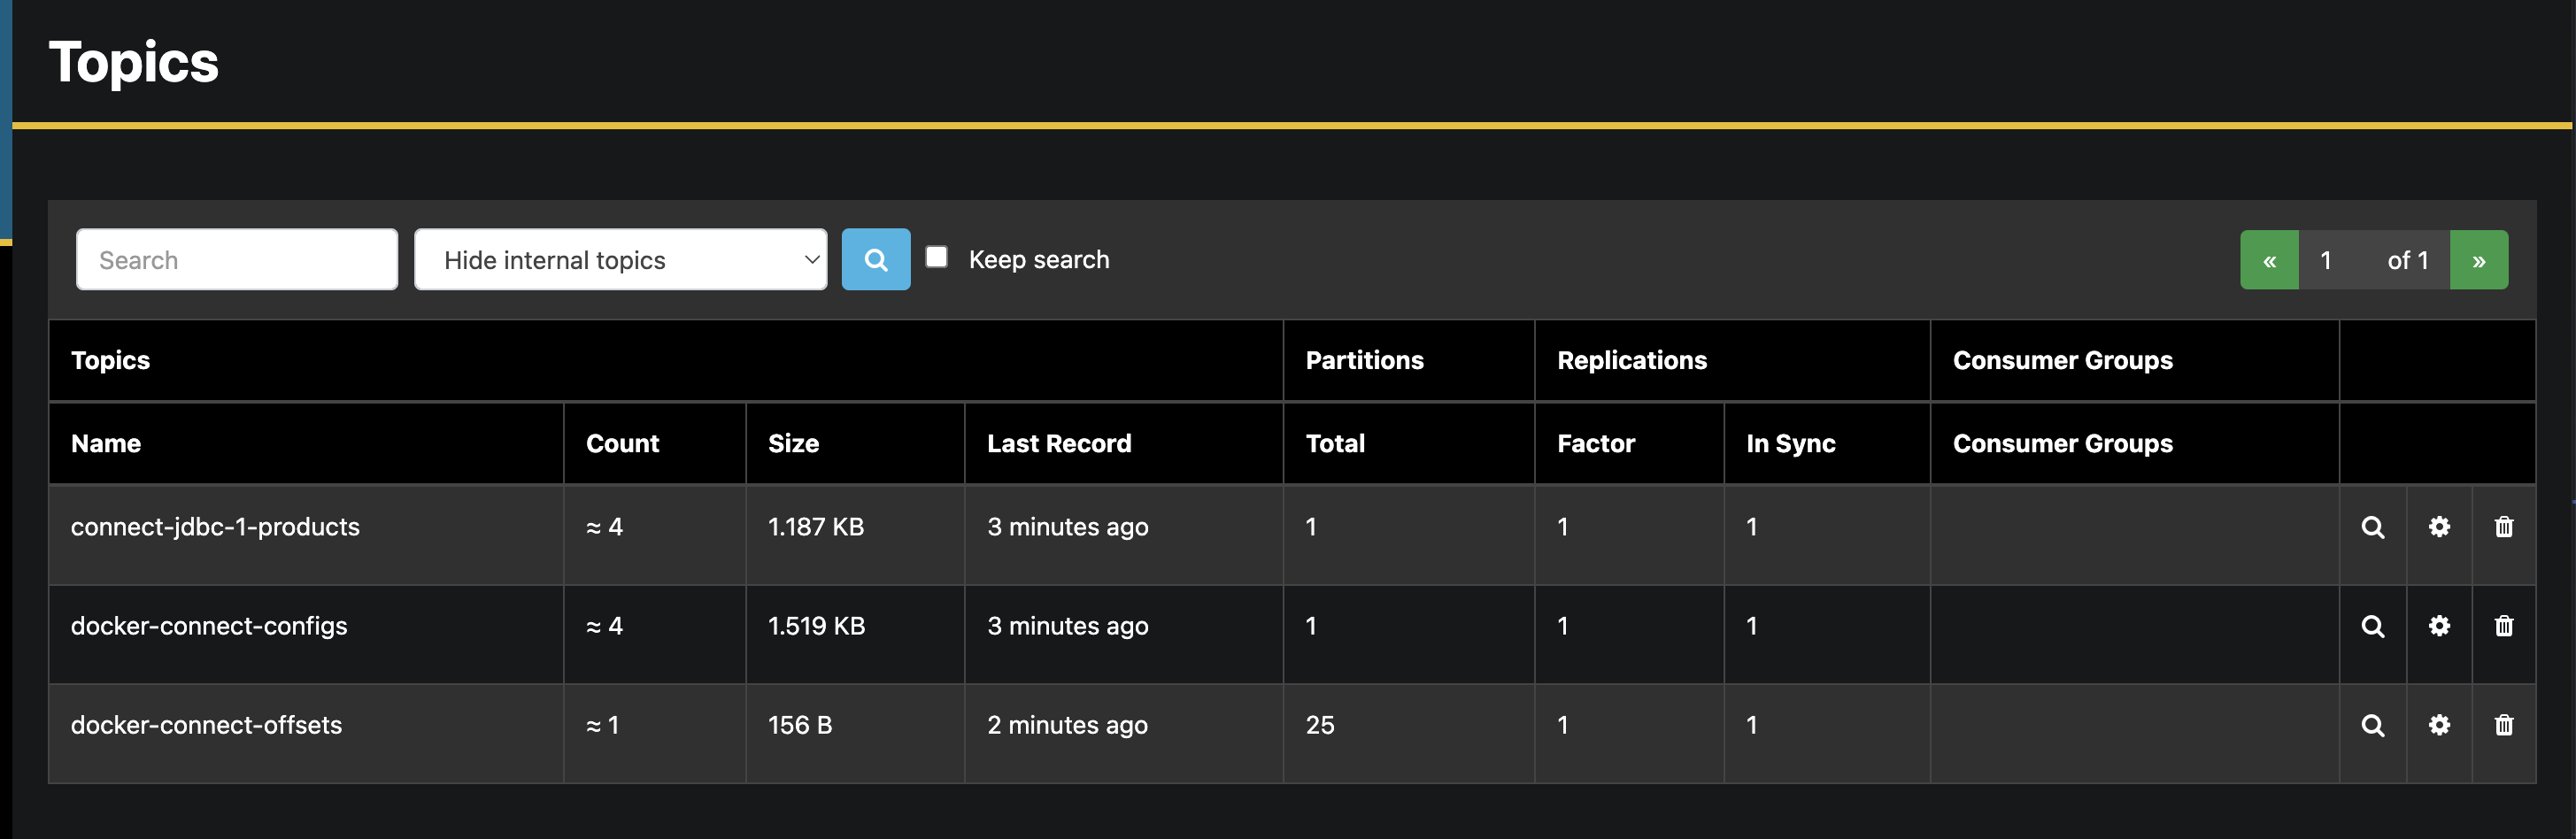 Topics
Search Hide internal topics Keep search « 1 of 1 »
Topics Partitions Replications Consumer Groups
Name Count Size Last Record Total Factor In Sync Consumer Groups
connect-jdbc-1-products ≈ 4 1.187 KB 3 minutes ago 1 1 1
docker-connect-configs ≈ 4 1.519 KB 3 minutes ago 1 1 1
docker-connect-offsets ≈ 1 156 B 2 minutes ago 25 1 1